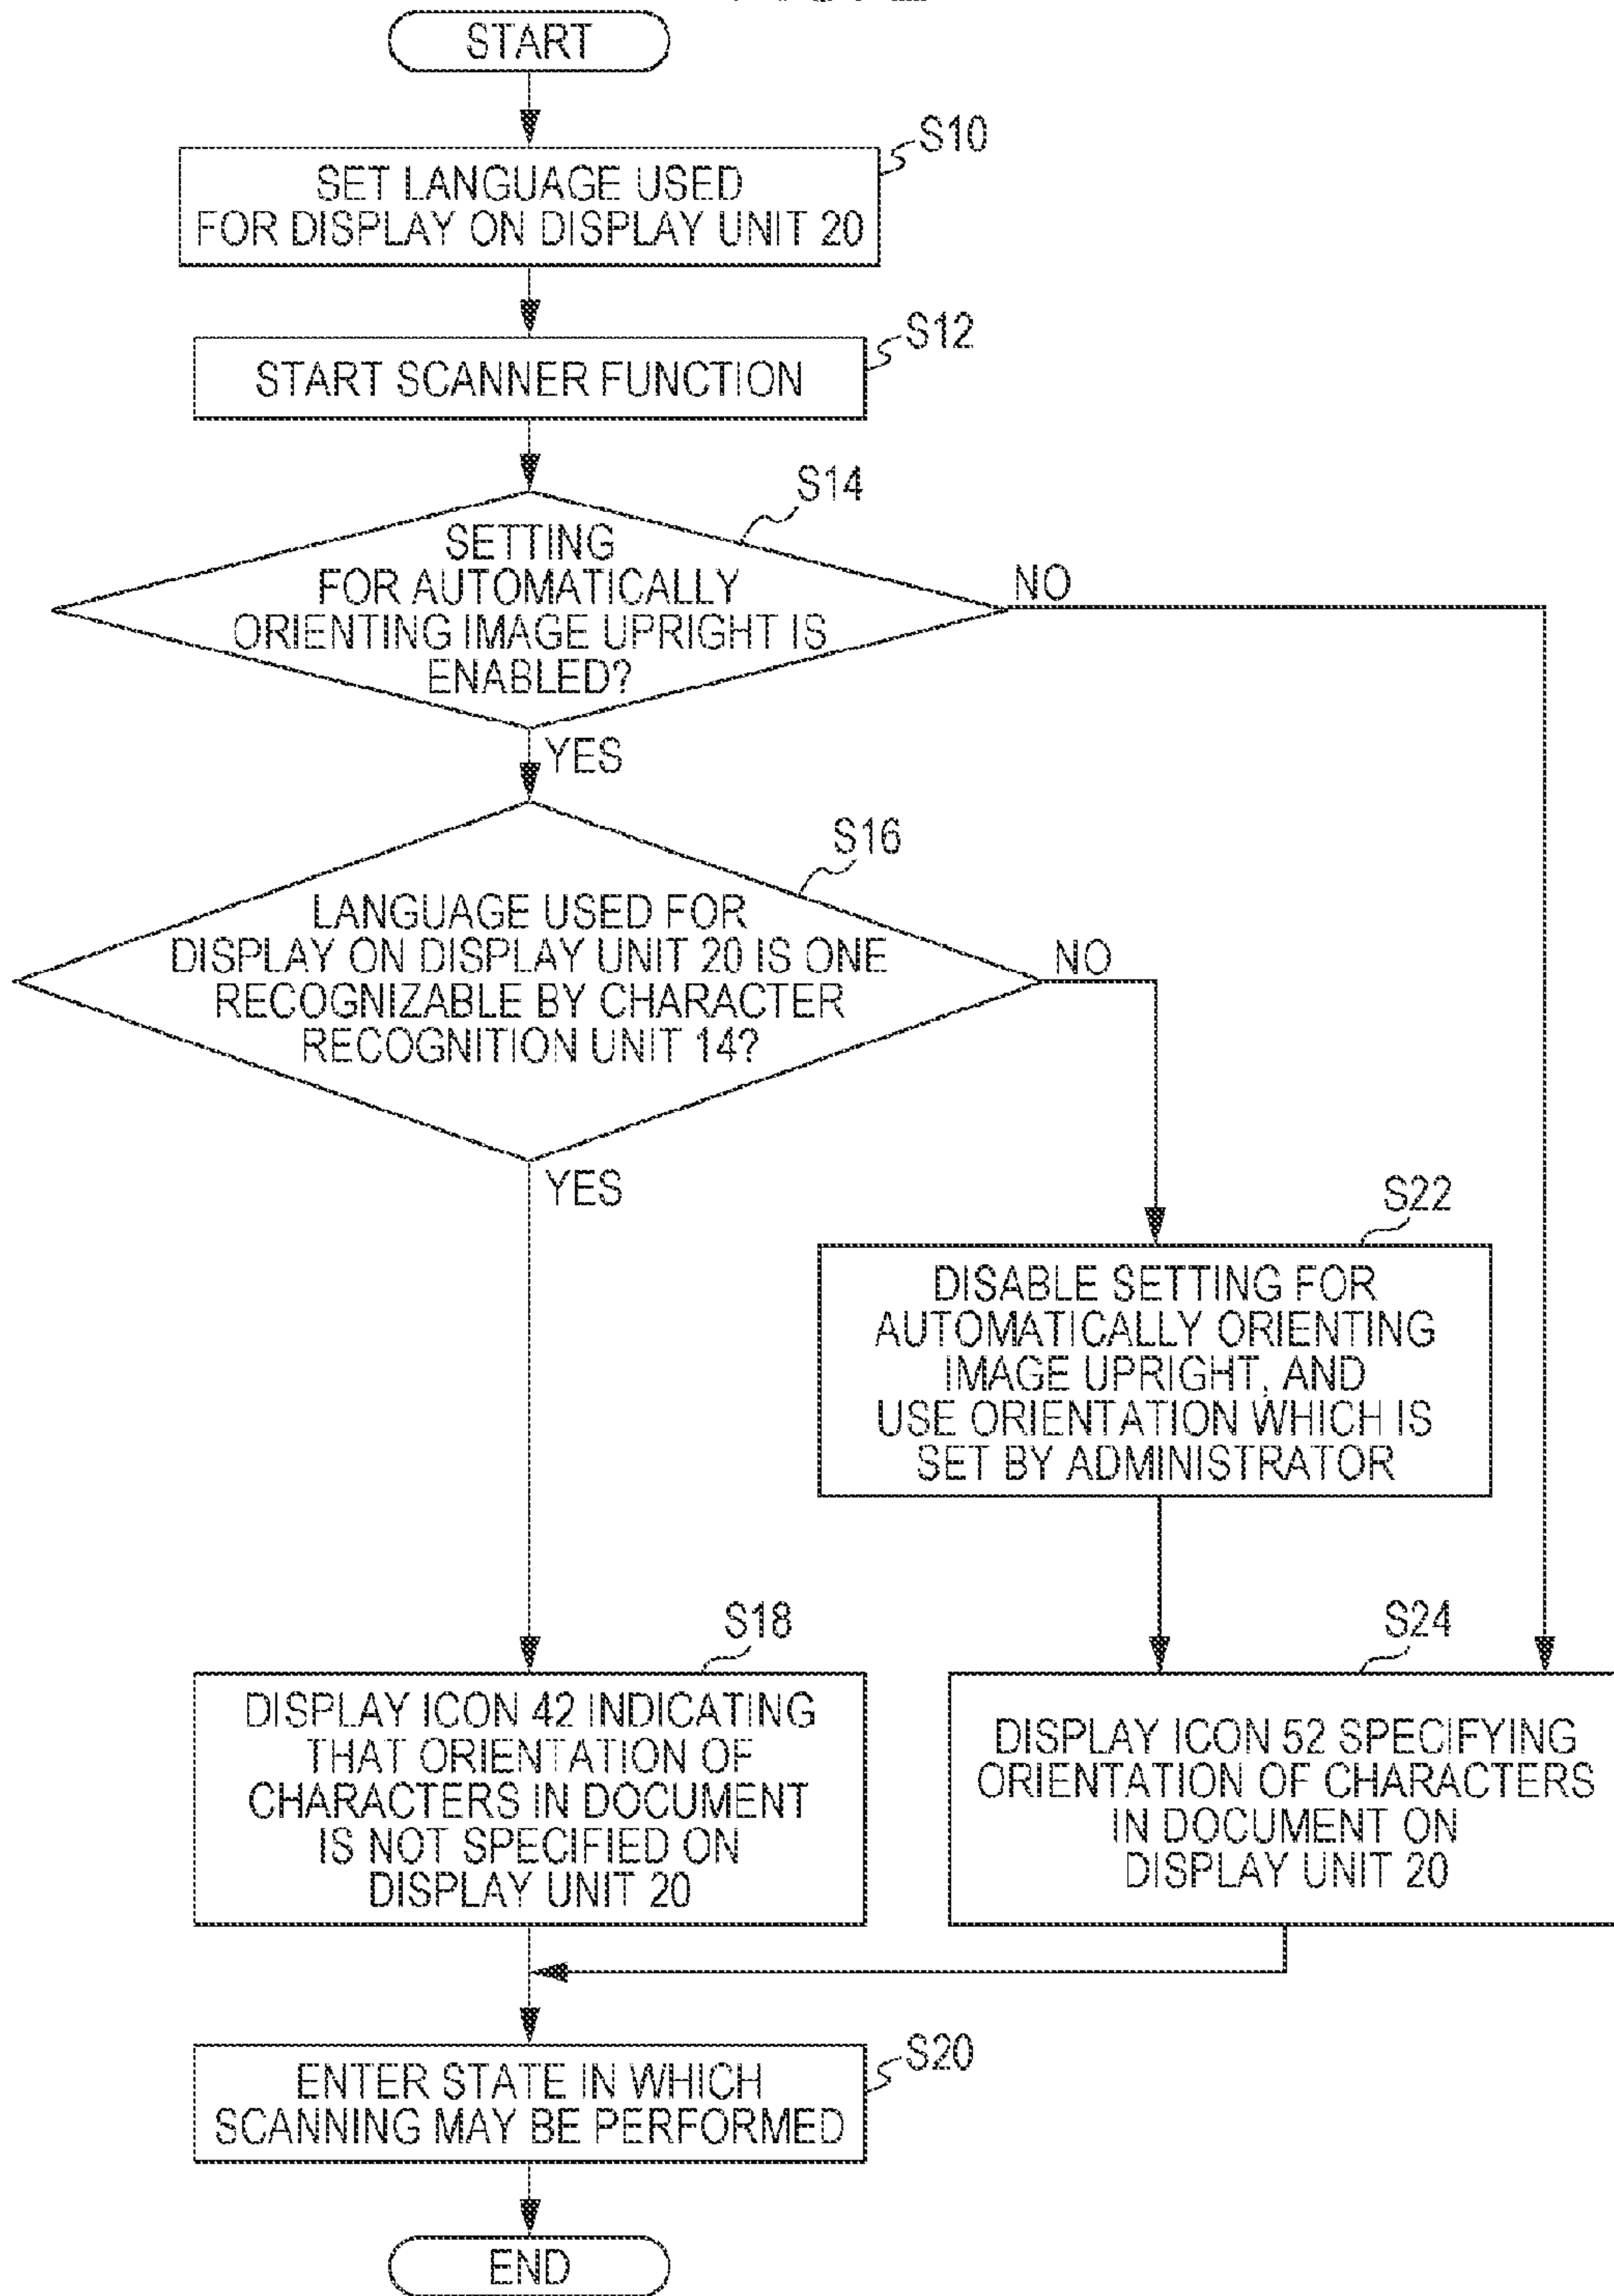 START
S10
SET LANGUAGE USED
FOR DISPLAY ON DISPLAY UNIT 20
S12
START SCANNER FUNCTION
S14
SETTING
FOR AUTOMATICALLY
ORIENTING IMAGE UPRIGHT IS
ENABLED?
NO
YES
S16
LANGUAGE USED FOR
DISPLAY ON DISPLAY UNIT 20 IS ONE
RECOGNIZABLE BY CHARACTER
RECOGNITION UNIT 14?
NO
YES
S22
DISABLE SETTING FOR
AUTOMATICALLY ORIENTING
IMAGE UPRIGHT, AND
USE ORIENTATION WHICH IS
SET BY ADMINISTRATOR
S18
DISPLAY ICON 42 INDICATING
THAT ORIENTATION OF
CHARACTERS IN DOCUMENT
IS NOT SPECIFIED ON
DISPLAY UNIT 20
S24
DISPLAY ICON 52 SPECIFYING
ORIENTATION OF CHARACTERS
IN DOCUMENT ON
DISPLAY UNIT 20
S20
ENTER STATE IN WHICH
SCANNING MAY BE PERFORMED
END